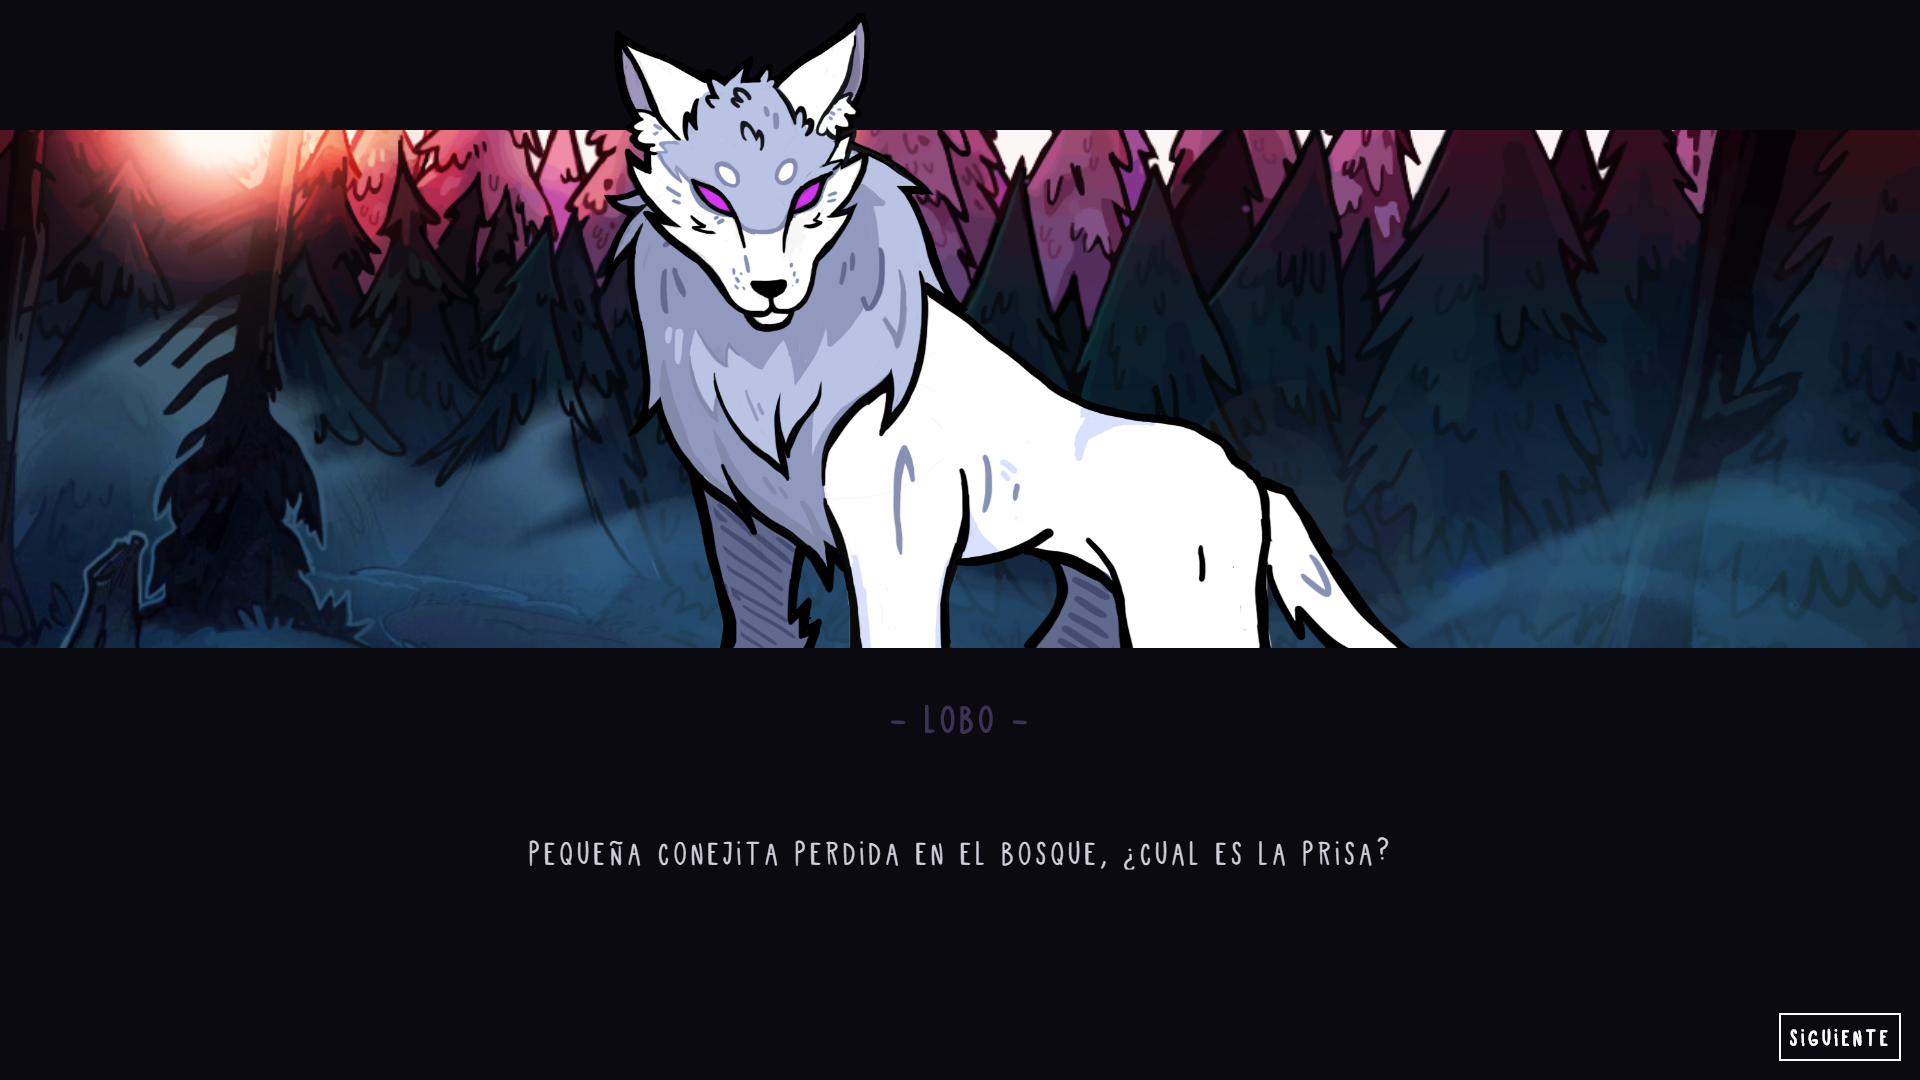 - LOBO -
PEQUEÑA CONEJiTA PERDiDA EN EL BOSQUE, ¿CUAL ES LA PRiSA?
SiGUiENTE